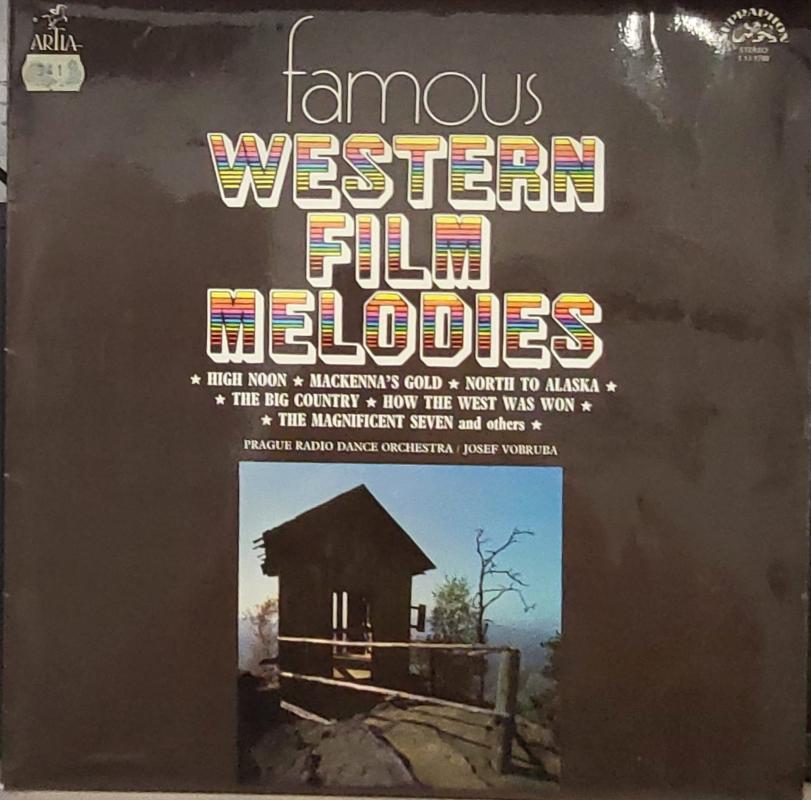 ARTIA
SUPRAPHON
STEREO
famous
WESTERN
FILM
MELODIES
★ HIGH NOON ★ MACKENNA'S GOLD ★ NORTH TO ALASKA ★
★ THE BIG COUNTRY ★ HOW THE WEST WAS WON ★
★ THE MAGNIFICENT SEVEN and others ★
PRAGUE RADIO DANCE ORCHESTRA / JOSEF VOBRUBA